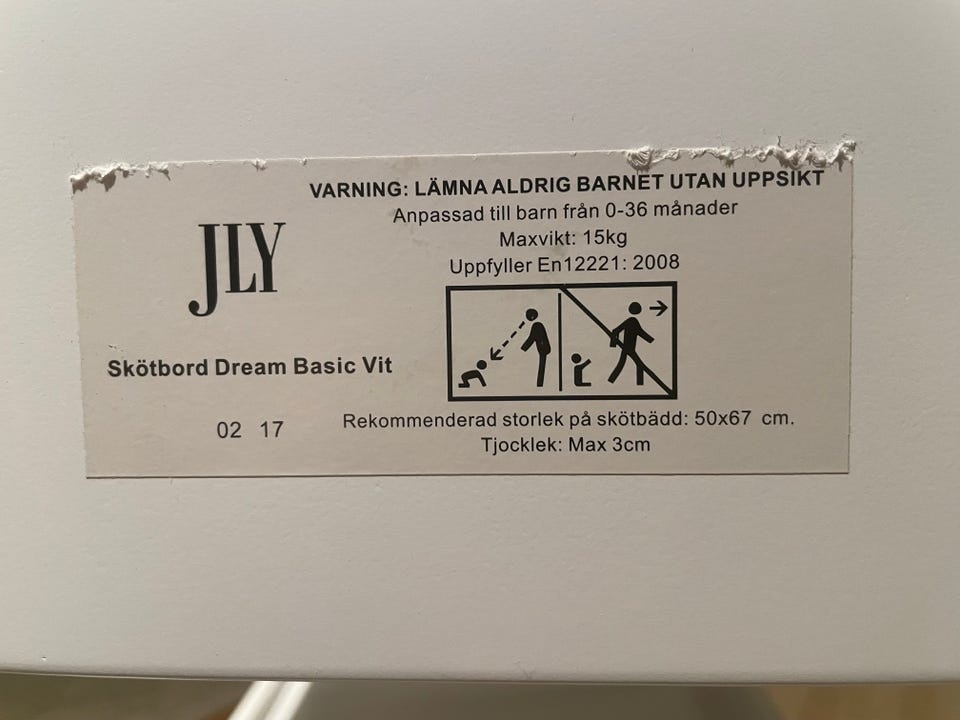 VARNING: LÄMNA ALDRIG BARNET UTAN UPPSIKT
Anpassad till barn från 0-36 månader
Maxvikt: 15kg
Uppfyller En12221: 2008
JLY
Skötbord Dream Basic Vit
02 17
Rekommenderad storlek på skötbädd: 50x67 cm.
Tjocklek: Max 3cm